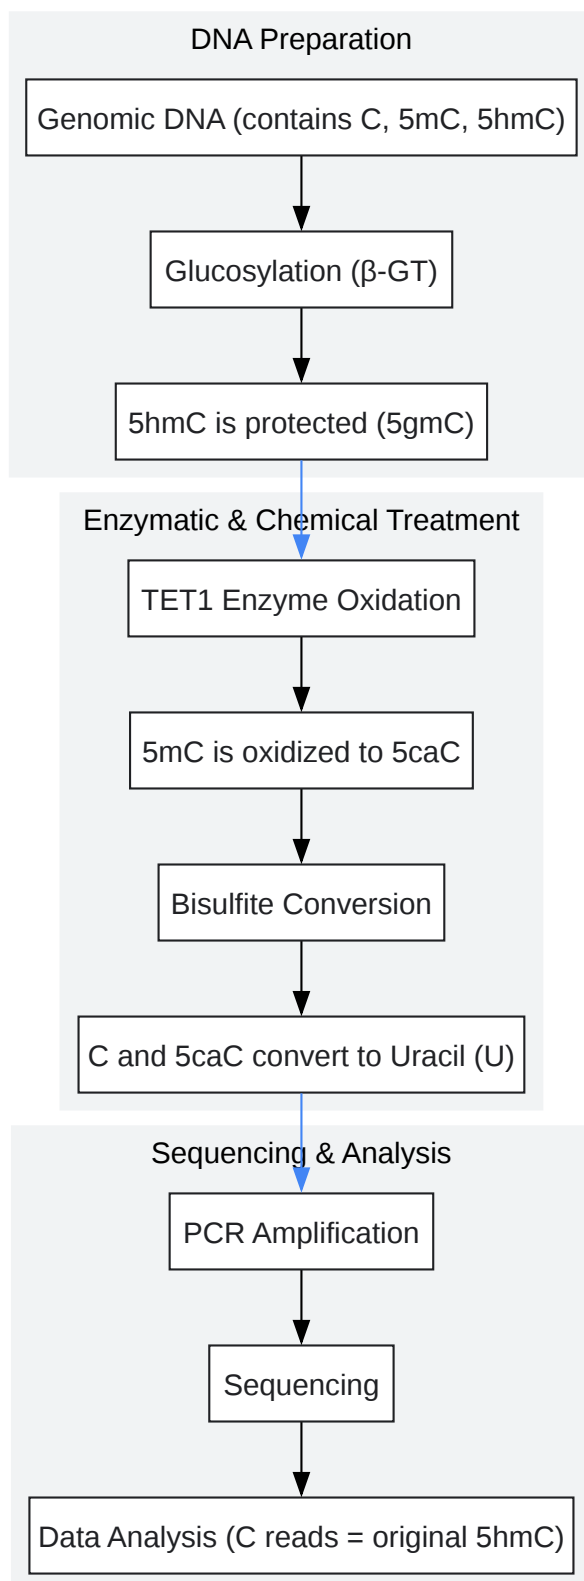 DNA Preparation
Genomic DNA (contains C, 5mC, 5hmC)
Glucosylation (β-GT)
5hmC is protected (5gmC)
Enzymatic & Chemical Treatment
TET1 Enzyme Oxidation
5mC is oxidized to 5caC
Bisulfite Conversion
C and 5caC convert to Uracil (U)
Sequencing & Analysis
PCR Amplification
Sequencing
Data Analysis (C reads = original 5hmC)